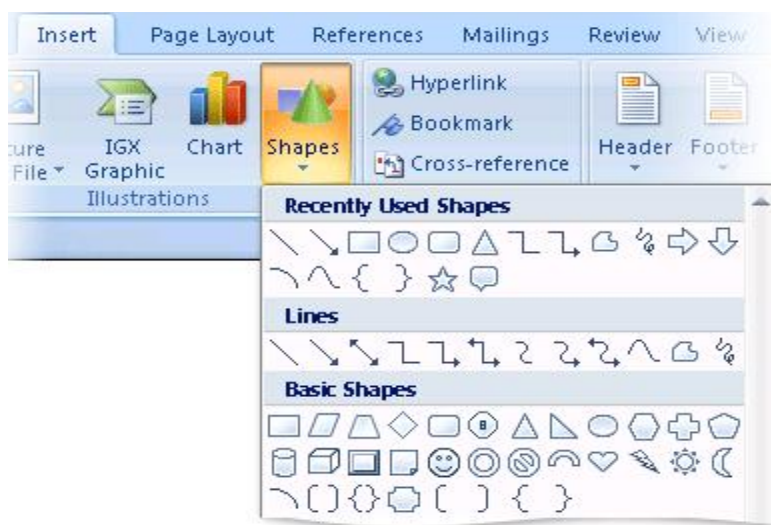 Insert Page Layout References Mailings Review View
Hyperlink
Bookmark
Cross-reference
IGX Graphic
Chart
Shapes
Header
Footer
File
Illustrations
Recently Used Shapes
Lines
Basic Shapes